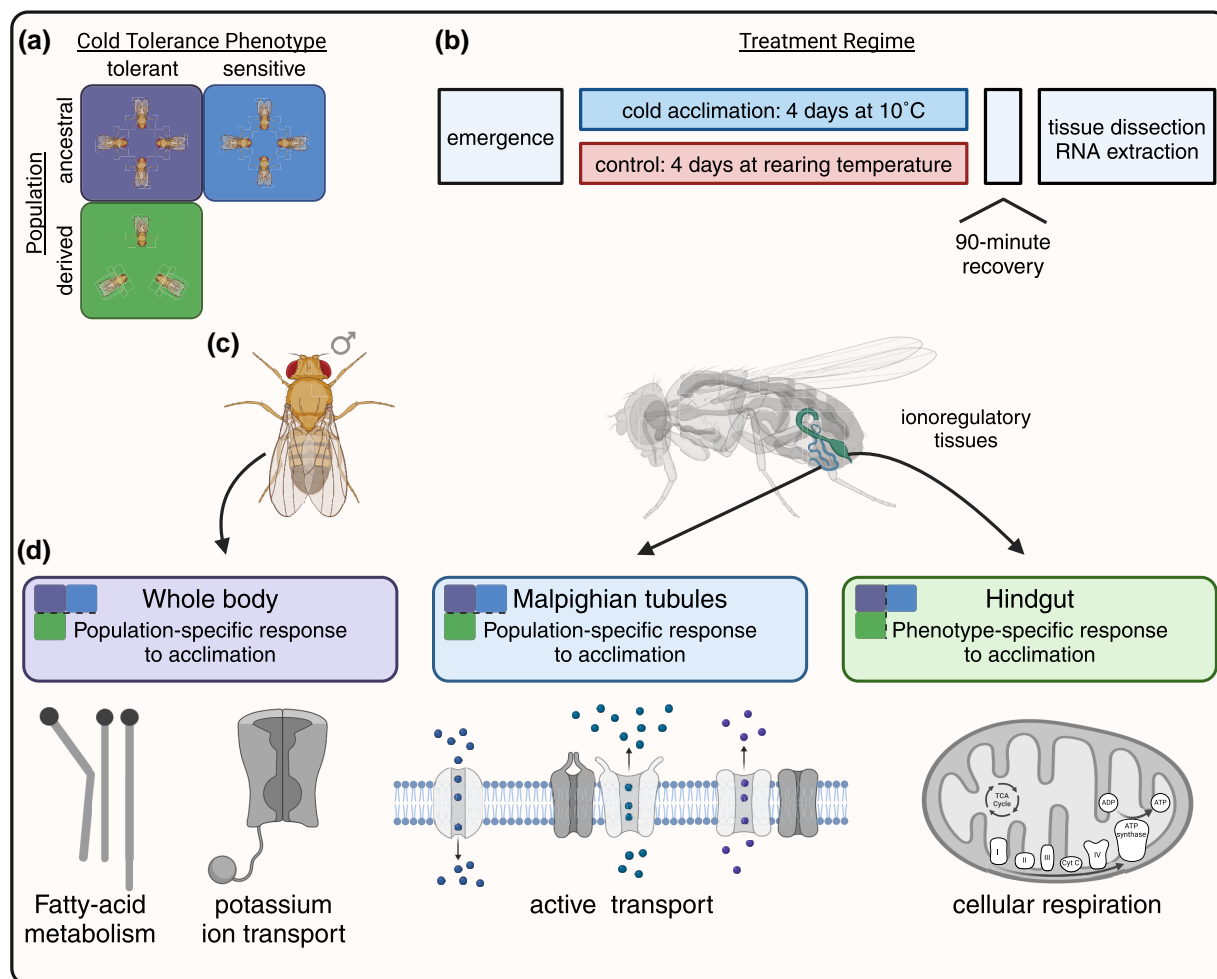 (a)
Cold Tolerance Phenotype
tolerant
sensitive
Population
ancestral
derived
(b)
Treatment Regime
emergence
cold acclimation: 4 days at 10˚C
control: 4 days at rearing temperature
tissue dissection
RNA extraction
90-minute
recovery
(c)
♂
ionoregulatory
tissues
(d)
Whole body
Population-specific response
to acclimation
Malpighian tubules
Population-specific response
to acclimation
Hindgut
Phenotype-specific response
to acclimation
TCA
Cycle
ADP
ATP
ATP
synthase
I
II
III
Cyt C
IV
Fatty-acid
metabolism
potassium
ion transport
active transport
cellular respiration